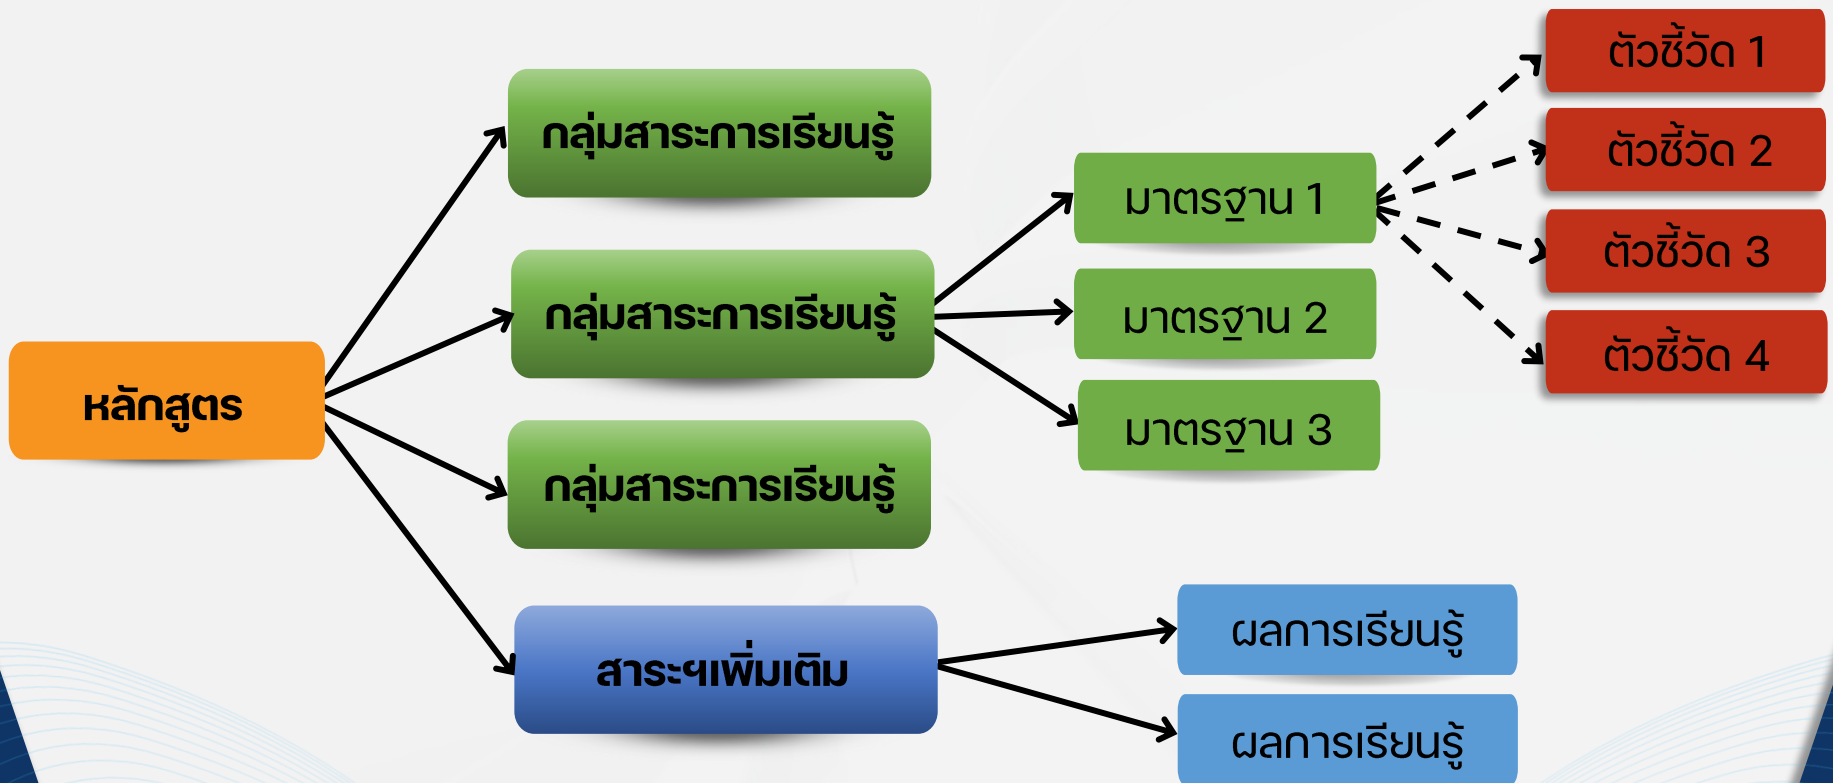 หลักสูตร
กลุ่มสาระการเรียนรู้
กลุ่มสาระการเรียนรู้
กลุ่มสาระการเรียนรู้
สาระฯเพิ่มเติม
มาตรฐาน 1
มาตรฐาน 2
มาตรฐาน 3
ตัวชี้วัด 1
ตัวชี้วัด 2
ตัวชี้วัด 3
ตัวชี้วัด 4
ผลการเรียนรู้
ผลการเรียนรู้